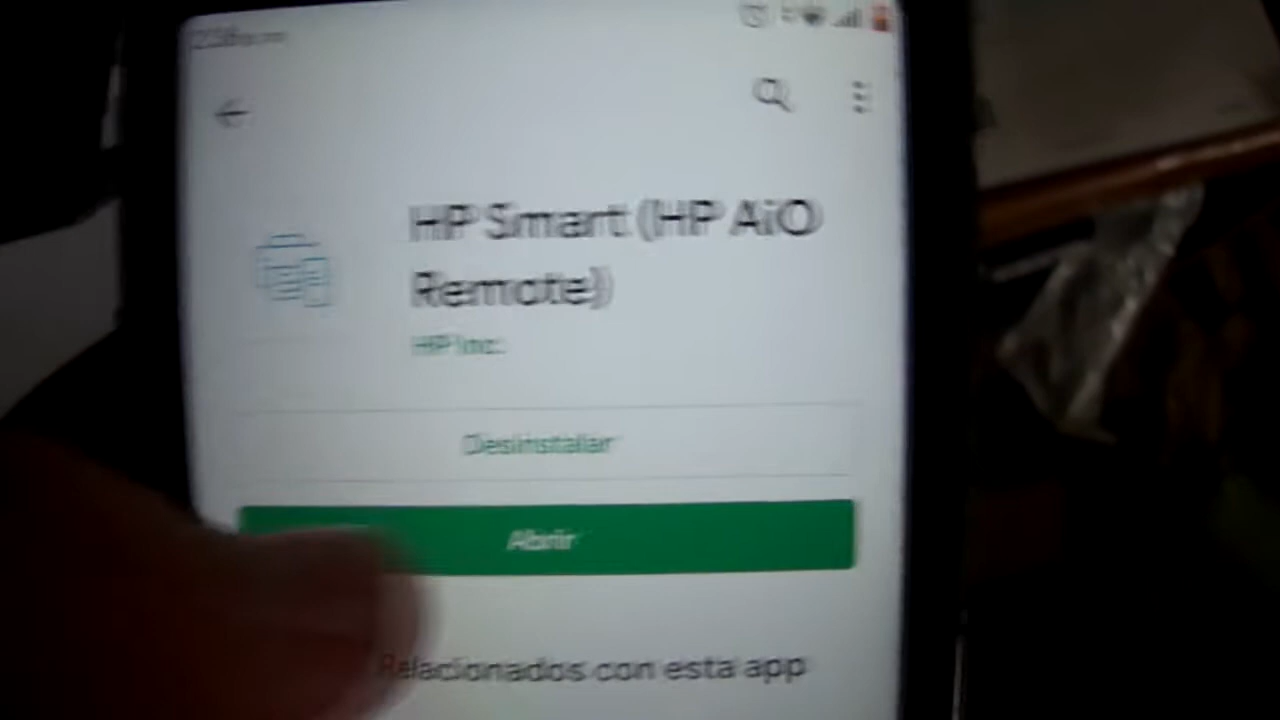 HP Smart (HP AiO
Remote)
HP Inc.
Desinstalar
Abrir
Relacionados con esta app